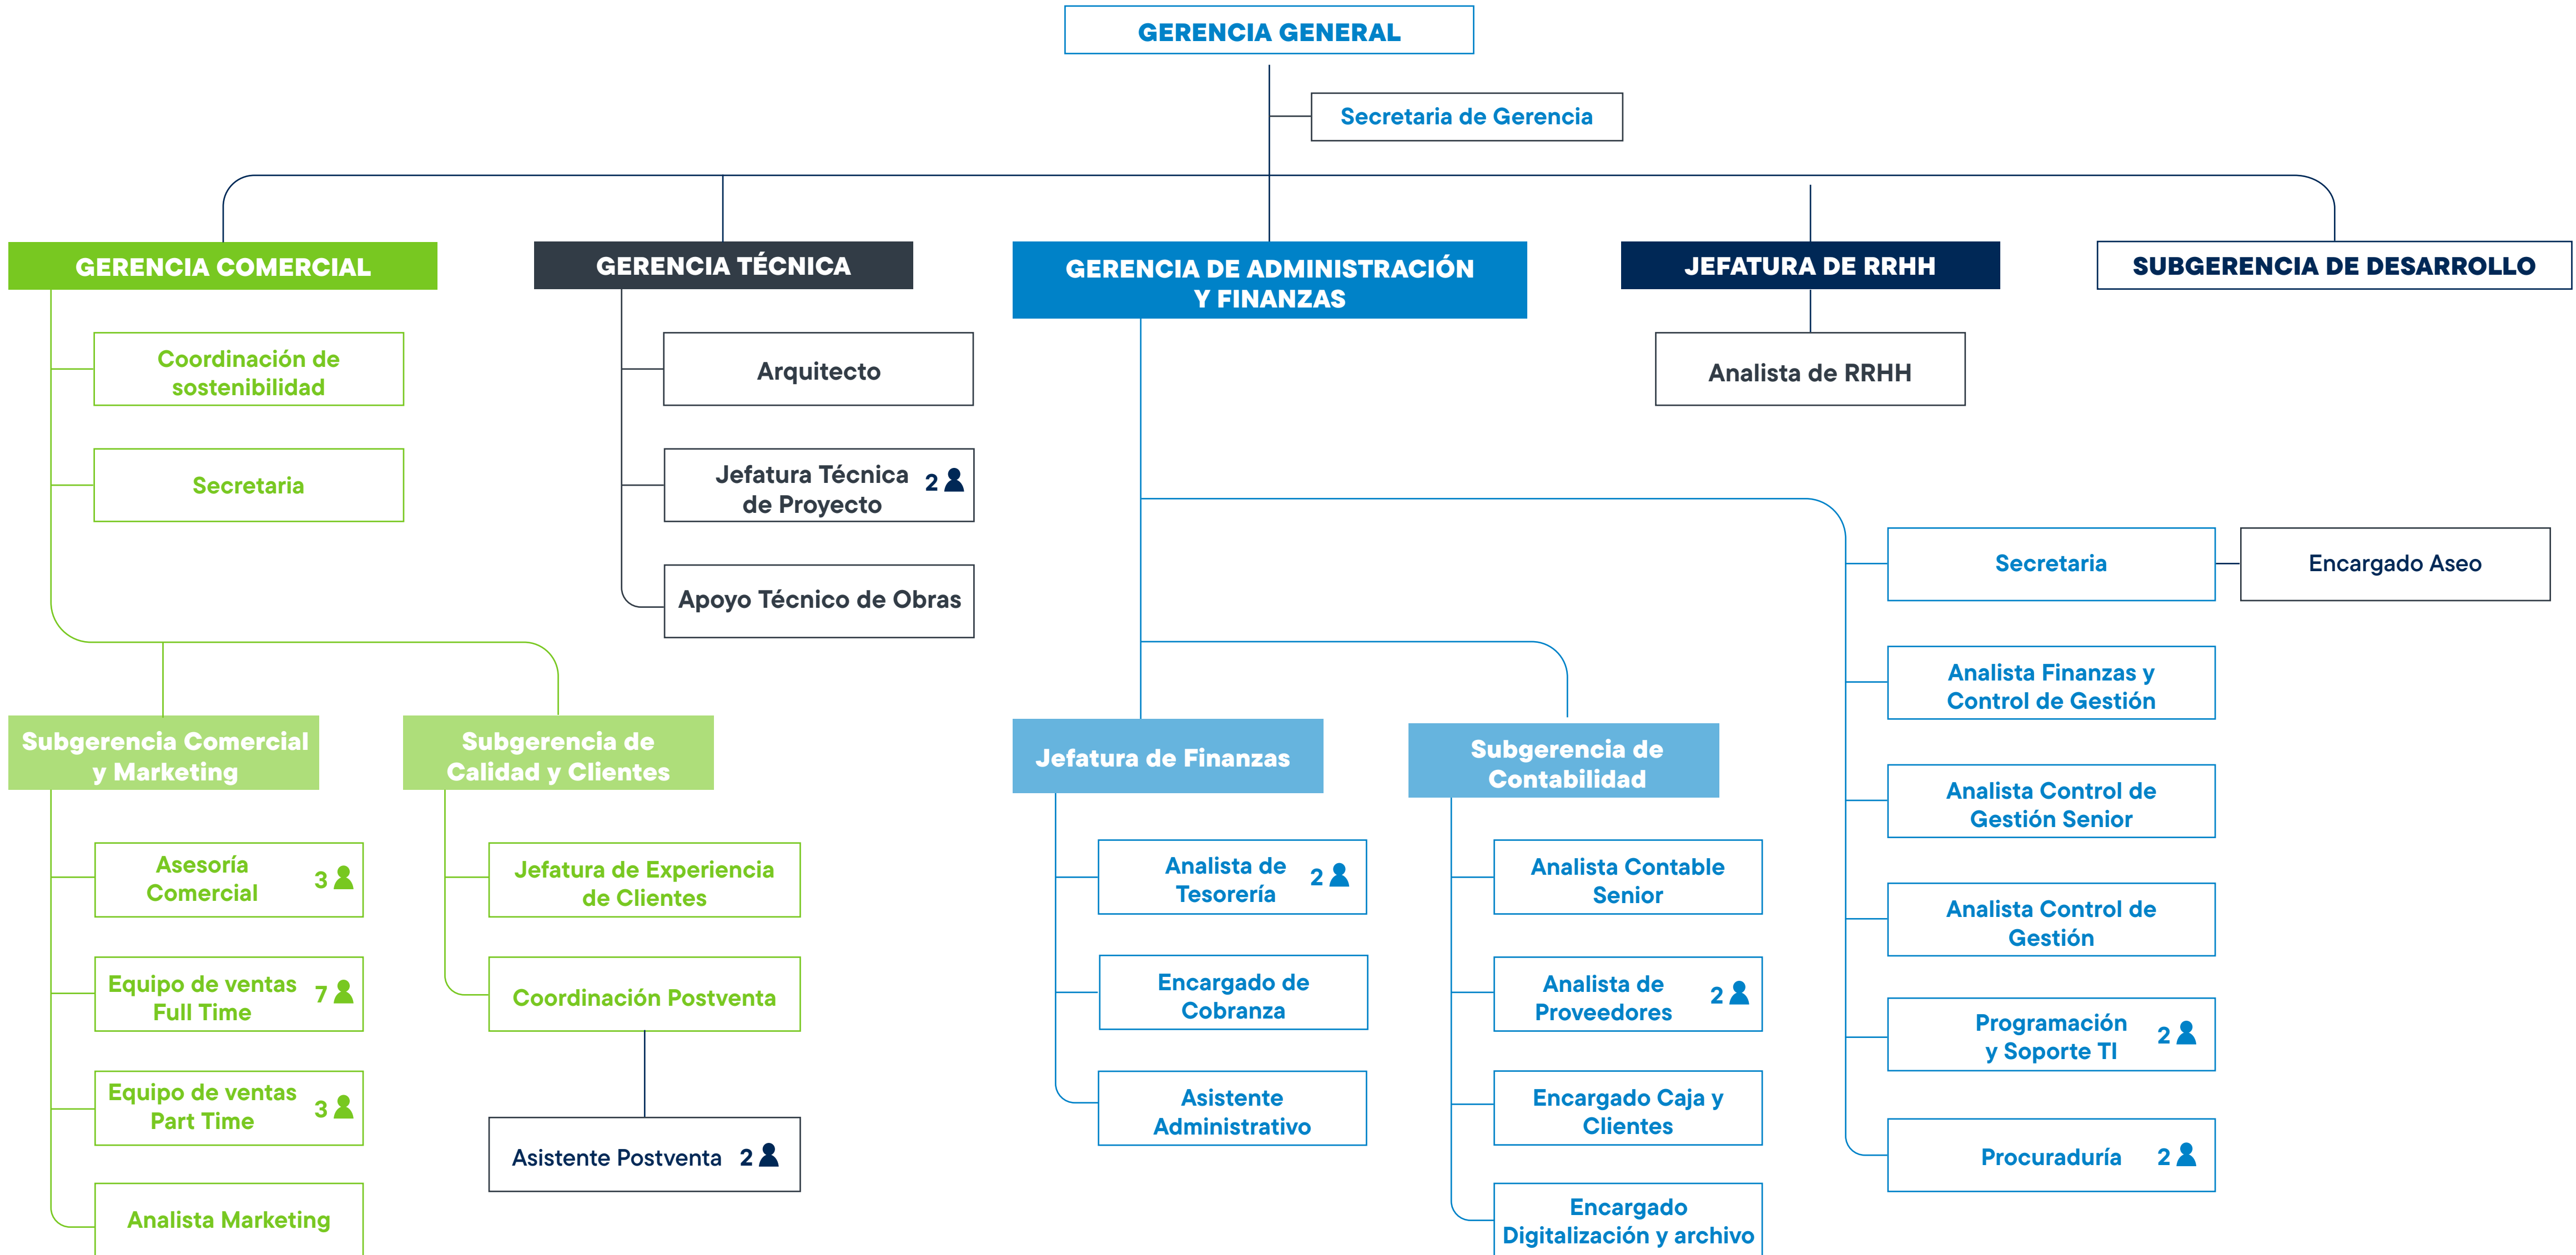 GERENCIA GENERAL
Secretaria de Gerencia
GERENCIA COMERCIAL
GERENCIA TÉCNICA
GERENCIA DE ADMINISTRACIÓN
Y FINANZAS
JEFATURA DE RRHH
SUBGERENCIA DE DESARROLLO
Coordinación de
sostenibilidad
Secretaria
Arquitecto
Jefatura Técnica
de Proyecto
2
Apoyo Técnico de Obras
Analista de RRHH
Subgerencia Comercial
y Marketing
Asesoría
Comercial
3
Equipo de ventas
Full Time
7
Equipo de ventas
Part Time
3
Analista Marketing
Subgerencia de
Calidad y Clientes
Jefatura de Experiencia
de Clientes
Coordinación Postventa
Asistente Postventa 2
Jefatura de Finanzas
Analista de
Tesorería
2
Encargado de
Cobranza
Asistente
Administrativo
Subgerencia de
Contabilidad
Analista Contable
Senior
Analista de
Proveedores
2
Encargado Caja y
Clientes
Encargado
Digitalización y archivo
Secretaria
Encargado Aseo
Analista Finanzas y
Control de Gestión
Analista Control de
Gestión Senior
Analista Control de
Gestión
Programación
y Soporte TI
2
Procuraduría 2